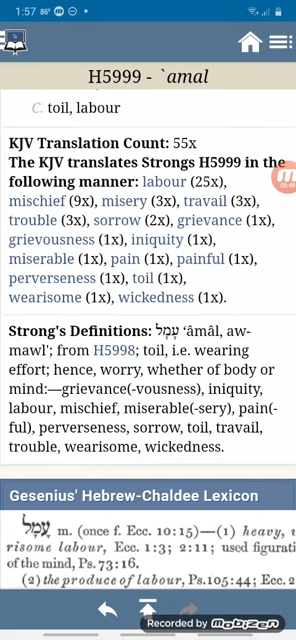 1:57 86°
H5999 - `amal
C. toil, labour
KJV Translation Count: 55x
The KJV translates Strongs H5999 in the
following manner: labour (25x),
mischief (9x), misery (3x), travail (3x),
trouble (3x), sorrow (2x), grievance (1x),
grievousness (1x), iniquity (1x),
miserable (1x), pain (1x), painful (1x),
perverseness (1x), toil (1x),
wearisome (1x), wickedness (1x).
05:49
Strong's Definitions: עָמָל ʻâmâl, aw-
mawl'; from H5998; toil, i.e. wearing
effort; hence, worry, whether of body or
mind:—grievance(-vousness), iniquity,
labour, mischief, miserable(-sery), pain(-
ful), perverseness, sorrow, toil, travail,
trouble, wearisome, wickedness.
Gesenius' Hebrew-Chaldee Lexicon
עָמָל m. (once f. Ecc. 10:15)—(1) heavy,
risome labour, Ecc. 1:3; 2:11; used figurati
of the mind, Ps. 73:16.
(2) the produce of labour, Ps. 105:44; Ecc. 2
Recorded by mobizen